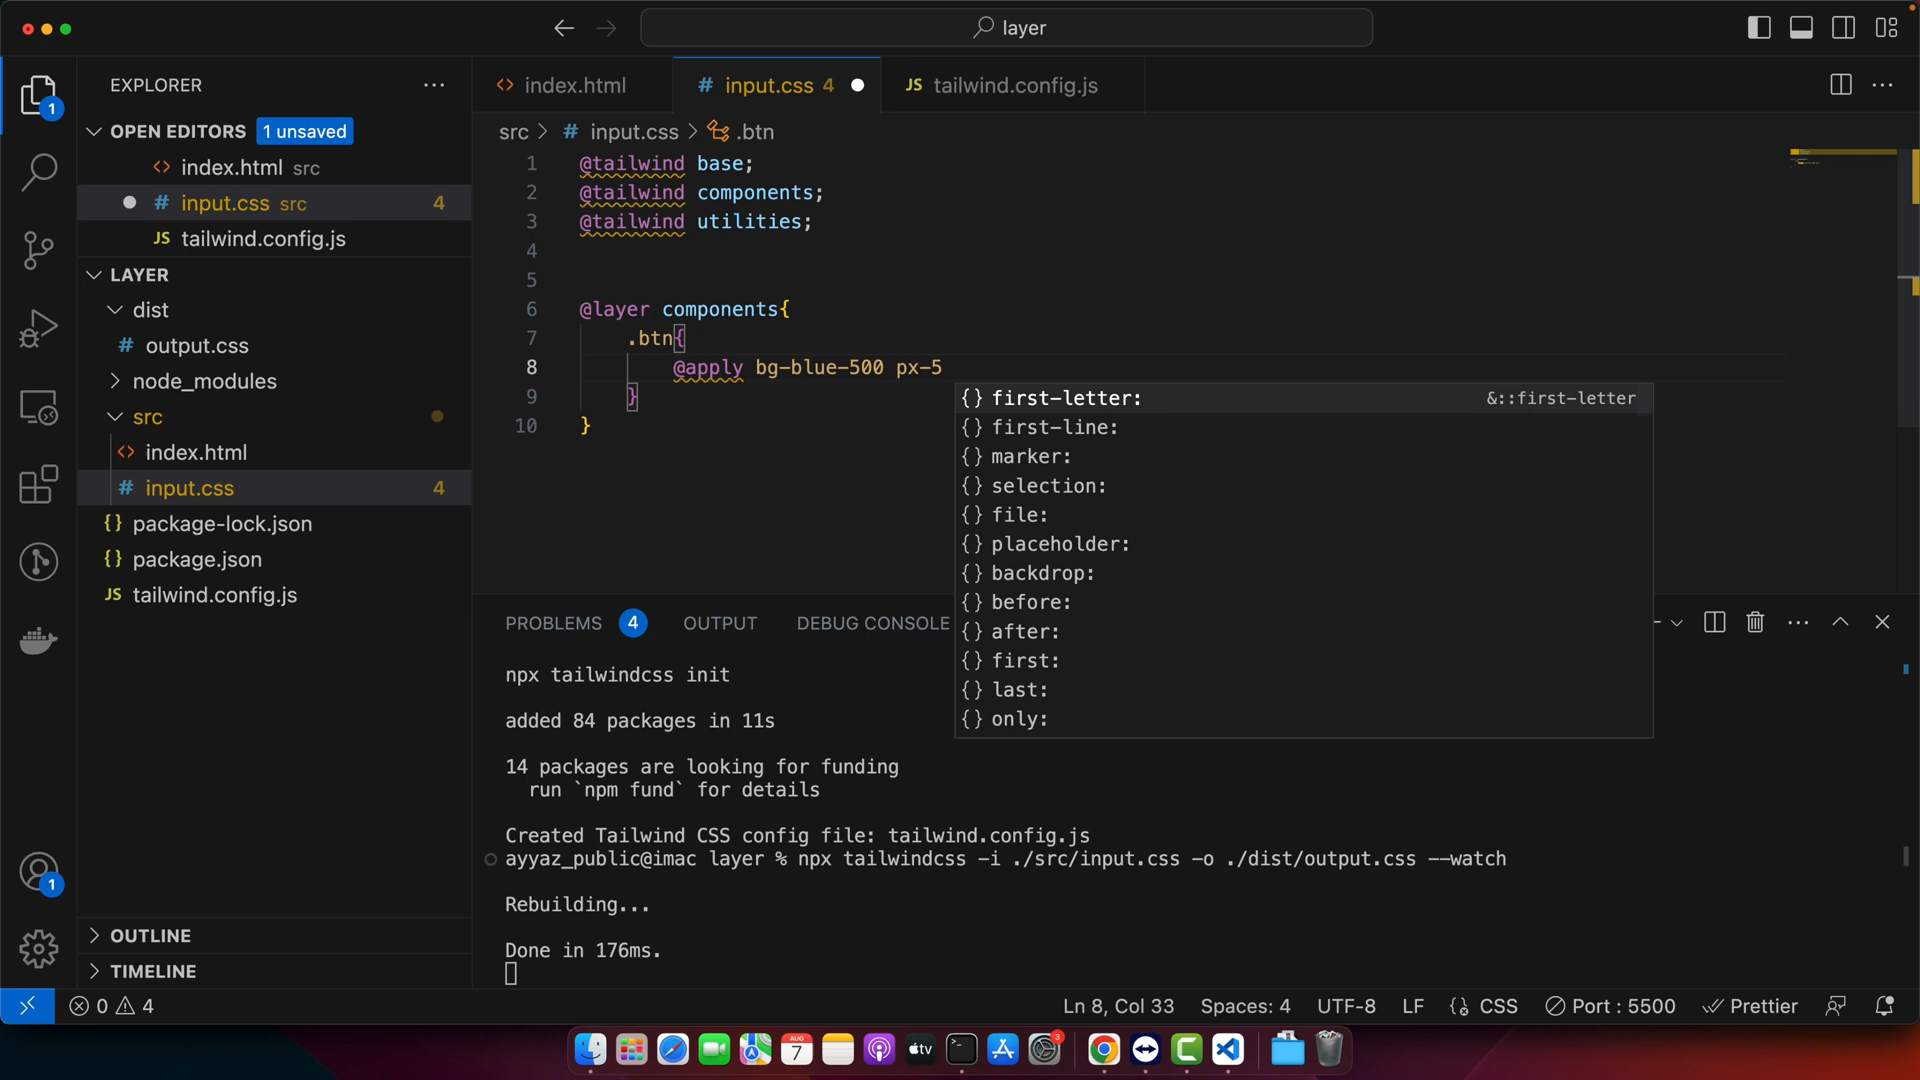 layer
EXPLORER
OPEN EDITORS 1 unsaved
index.html src
input.css src 4
tailwind.config.js
LAYER
dist
output.css
node_modules
src
index.html
input.css 4
package-lock.json
package.json
tailwind.config.js
OUTLINE
TIMELINE
index.html
input.css 4
tailwind.config.js
src > input.css > .btn
1 @tailwind base;
2 @tailwind components;
3 @tailwind utilities;
4
5
6 @layer components{
7 .btn{
8 @apply bg-blue-500 px-5
9 }
10 }
{} first-letter: &::first-letter
{} first-line:
{} marker:
{} selection:
{} file:
{} placeholder:
{} backdrop:
{} before:
{} after:
{} first:
{} last:
{} only:
PROBLEMS 4 OUTPUT DEBUG CONSOLE
npx tailwindcss init
added 84 packages in 11s
14 packages are looking for funding
run `npm fund` for details
Created Tailwind CSS config file: tailwind.config.js
ayyaz_public@imac layer % npx tailwindcss -i ./src/input.css -o ./dist/output.css --watch
Rebuilding...
Done in 176ms.
1
1
0 4
Ln 8, Col 33 Spaces: 4 UTF-8 LF {} CSS Port : 5500 Prettier
AUG
7
tv
3